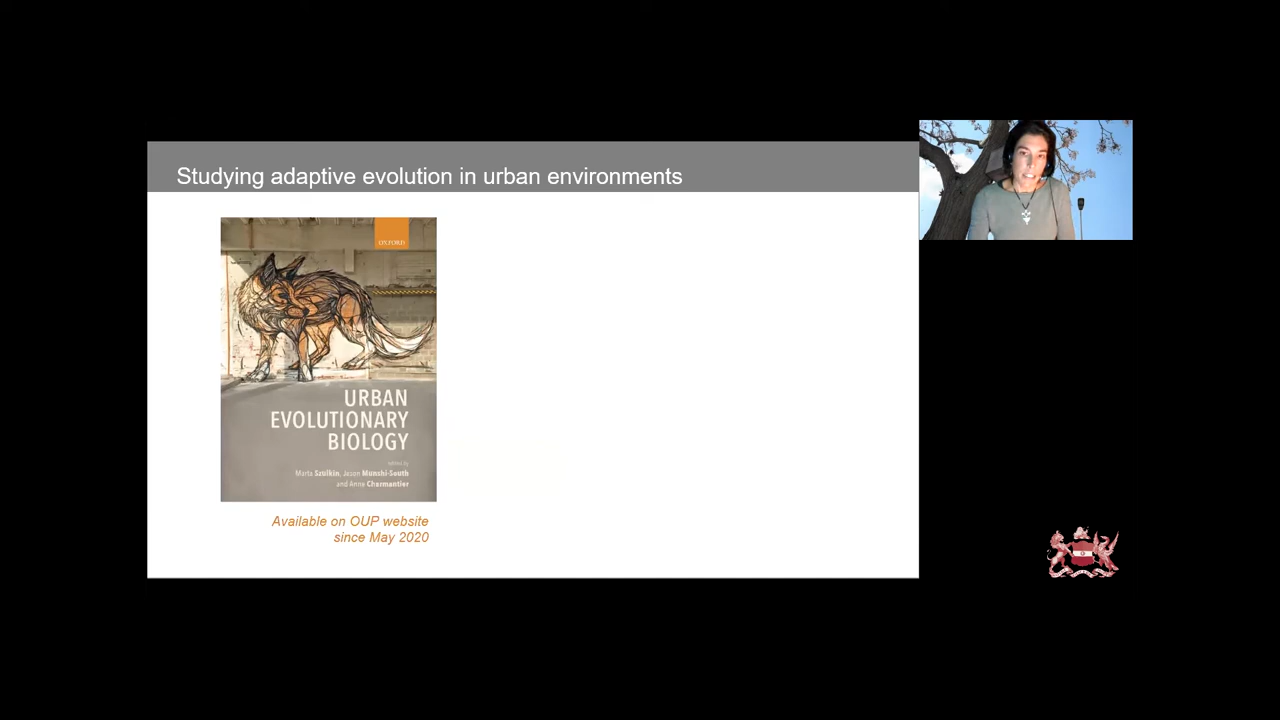 Studying adaptive evolution in urban environments
OXFORD
URBAN
EVOLUTIONARY
BIOLOGY
edited by
Marta Szulkin, Jason Munshi-South
and Anne Charmantier
Available on OUP website
since May 2020